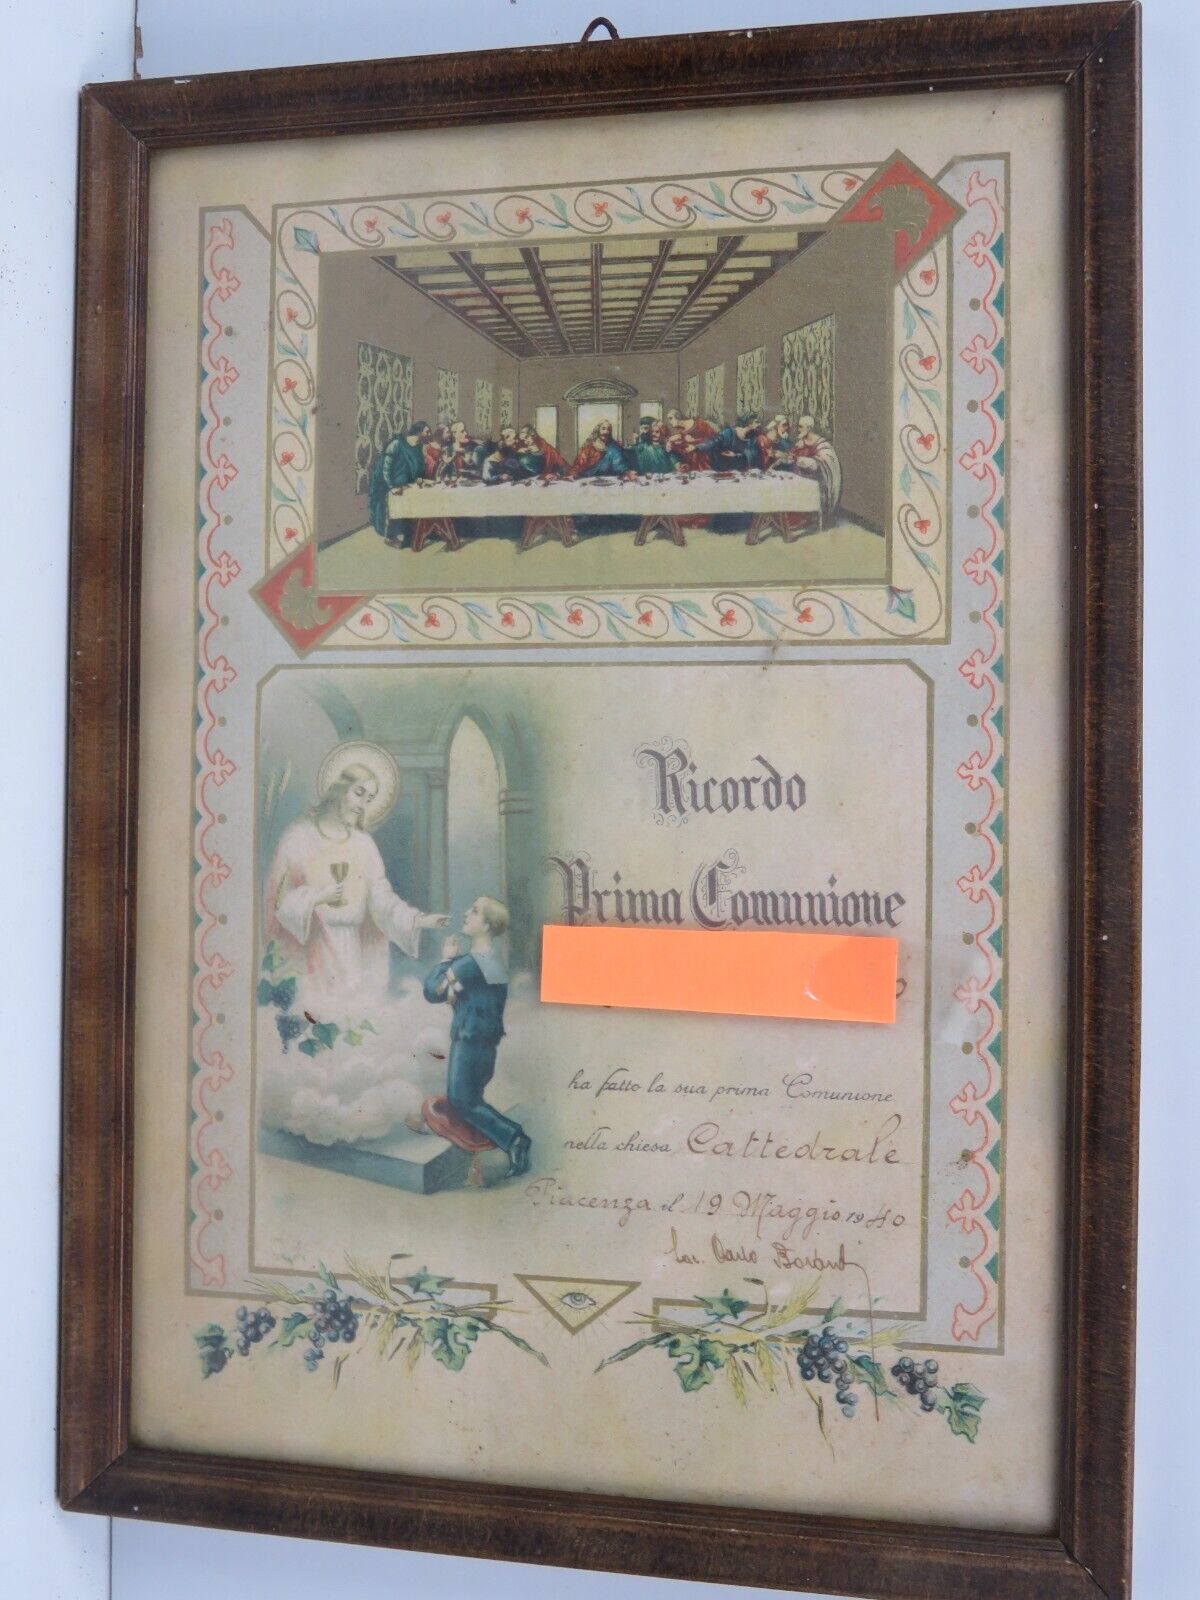 Ricordo
Prima Comunione
ha fatto la sua prima Comunione
nella chiesa Cattedrale
Piacenza il 19 Maggio 1940